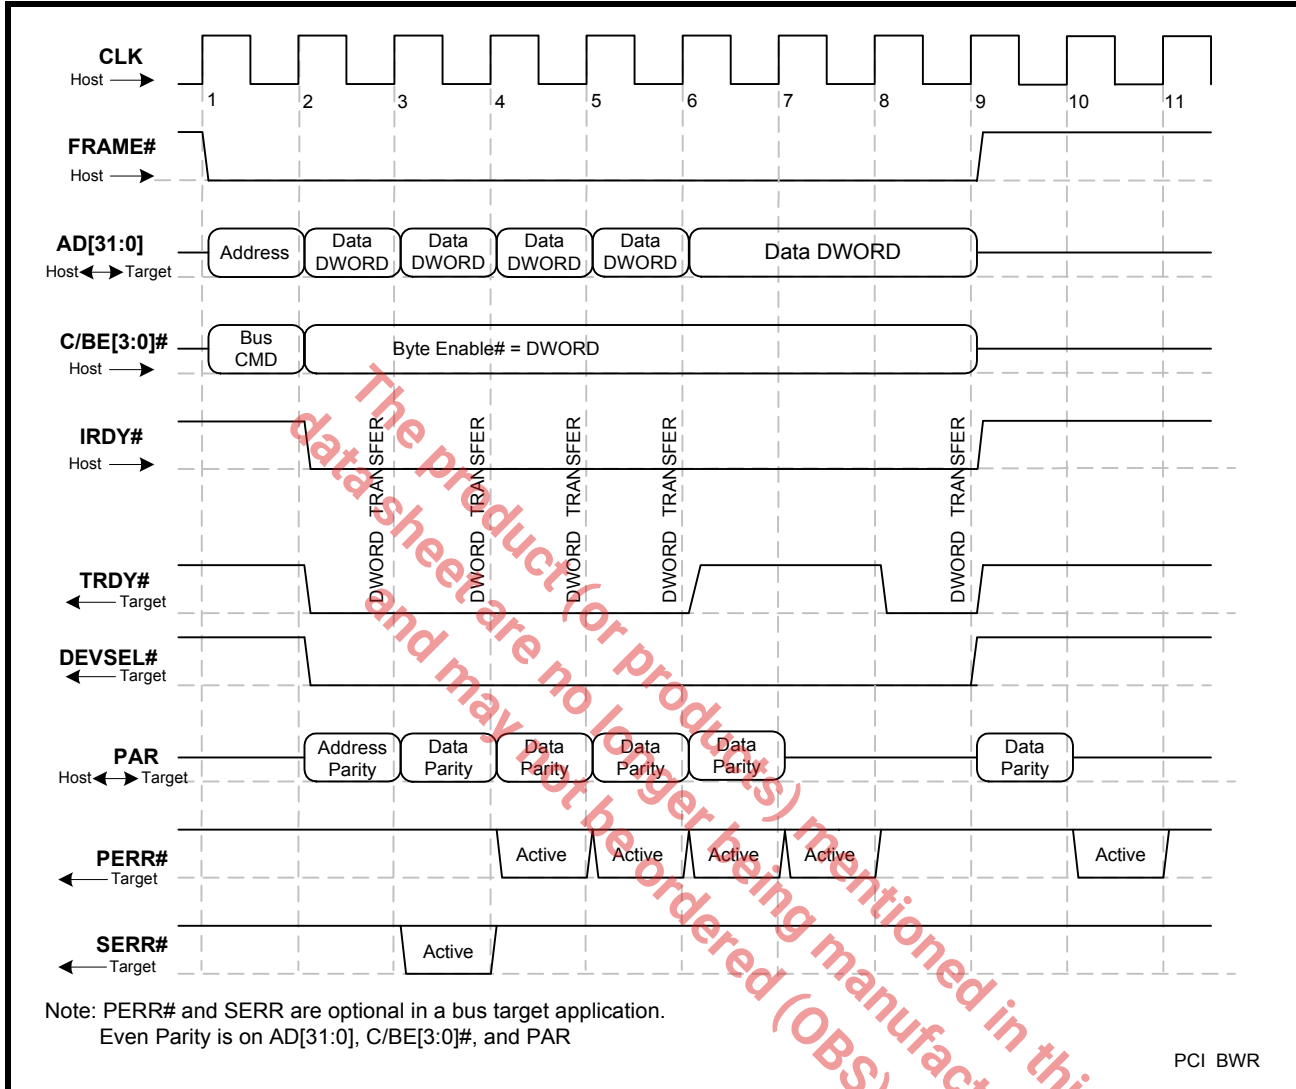 CLK
Host
1 2 3 4 5 6 7 8 9 10 11
FRAME#
Host
AD[31:0]
Host Target
Address
Data DWORD
Data DWORD
Data DWORD
Data DWORD
Data DWORD
C/BE[3:0]#
Host
Bus CMD
Byte Enable# = DWORD
IRDY#
Host
DWORD TRANSFER
DWORD TRANSFER
DWORD TRANSFER
DWORD TRANSFER
DWORD TRANSFER
TRDY#
Target
DEVSEL#
Target
PAR
Host Target
Address Parity
Data Parity
Data Parity
Data Parity
Data Parity
Data Parity
PERR#
Target
Active
Active
Active
Active
Active
SERR#
Target
Active
Note: PERR# and SERR are optional in a bus target application.
Even Parity is on AD[31:0], C/BE[3:0]#, and PAR
PCI BWR
The product (or products) mentioned in thi
data sheet are no longer being manufac
and may not be ordered (OBS)